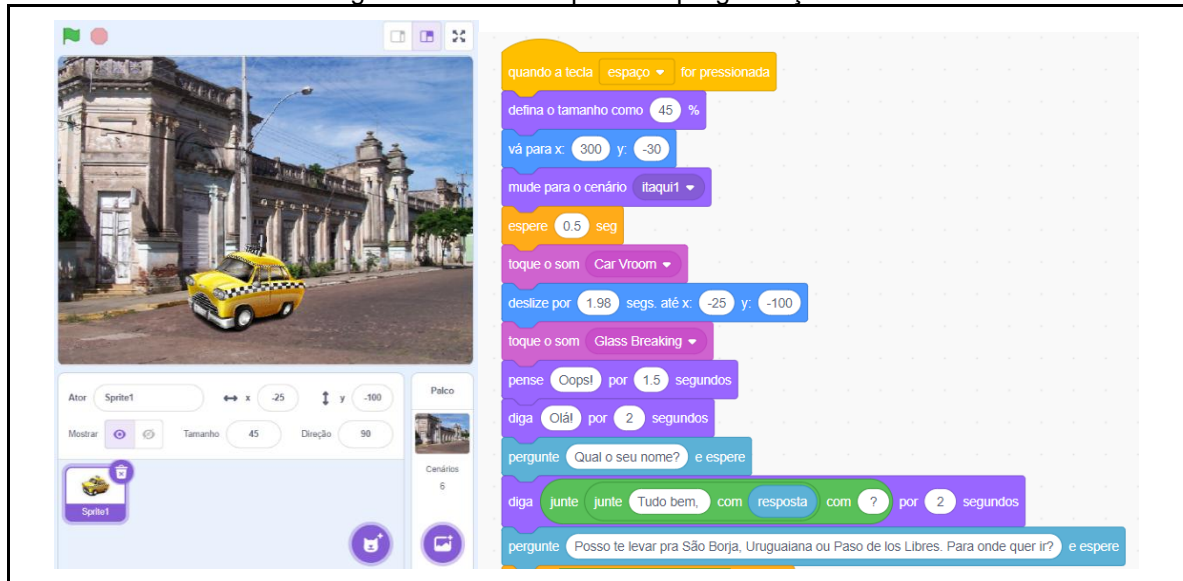 quando a tecla espaço for pressionada
defina o tamanho como 45 %
vá para x: 300 y: -30
mude para o cenário itaqui1
espere 0.5 seg
toque o som Car Vroom
deslize por 1.98 segs. até x: -25 y: -100
toque o som Glass Breaking
pense Oops! por 1.5 segundos
diga Olá! por 2 segundos
pergunte Qual o seu nome? e espere
diga junte junte Tudo bem, com resposta com ? por 2 segundos
pergunte Posso te levar pra São Borja, Uruguaiana ou Paso de los Libres. Para onde quer ir? e espere
Ator Sprite1 x -25 y -100
Mostrar Tamanho 45 Direção 90
Sprite1
Palco
Cenários
6